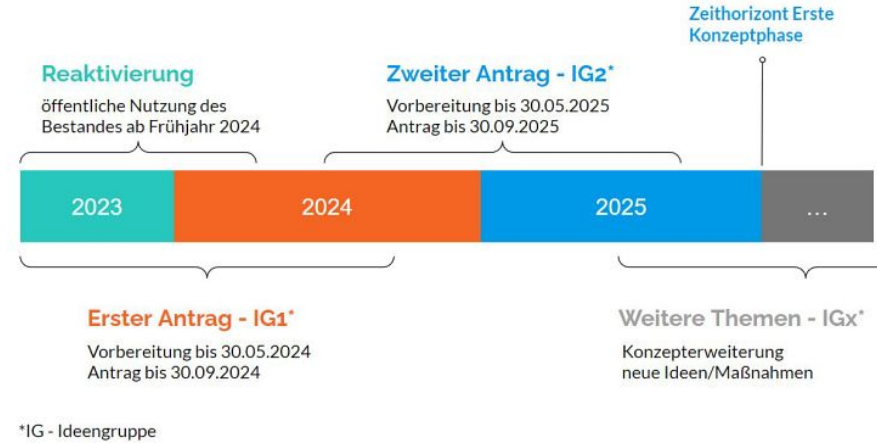 Zeithorizont Erste
Konzeptphase
Reaktivierung
öffentliche Nutzung des
Bestandes ab Frühjahr 2024
Zweiter Antrag - IG2*
Vorbereitung bis 30.05.2025
Antrag bis 30.09.2025
2023
2024
2025
...
Erster Antrag - IG1*
Vorbereitung bis 30.05.2024
Antrag bis 30.09.2024
Weitere Themen - IGx*
Konzepterweiterung
neue Ideen/Maßnahmen
*IG - Ideengruppe